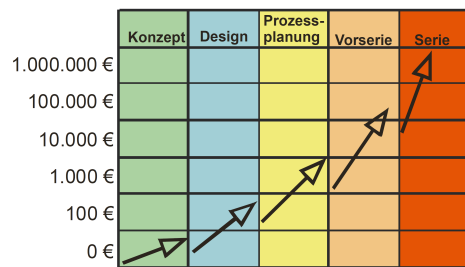 Konzept
Design
Prozess-
planung
Vorserie
Serie
1.000.000 €
100.000 €
10.000 €
1.000 €
100 €
0 €